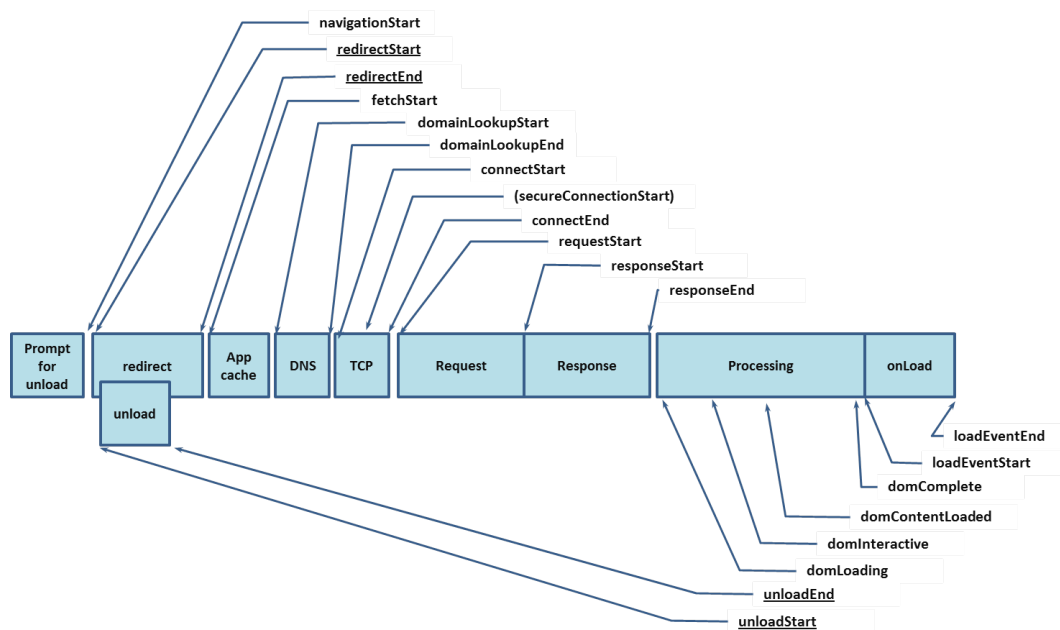 navigationStart
redirectStart
redirectEnd
fetchStart
domainLookupStart
domainLookupEnd
connectStart
(secureConnectionStart)
connectEnd
requestStart
responseStart
responseEnd
Prompt
for
unload
redirect
unload
App
cache
DNS
TCP
Request
Response
Processing
onLoad
loadEventEnd
loadEventStart
domComplete
domContentLoaded
domInteractive
domLoading
unloadEnd
unloadStart